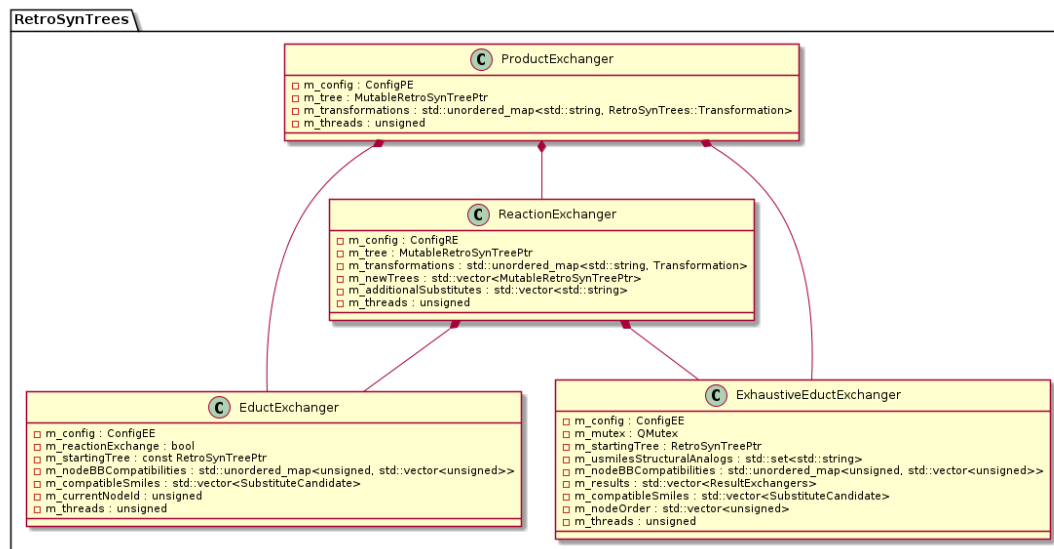 RetroSynTrees
C ProductExchanger
m_config : ConfigPE
m_tree : MutableRetroSynTreePtr
m_transformations : std::unordered_map<std::string, RetroSynTrees::Transformation>
m_threads : unsigned
C ReactionExchanger
m_config : ConfigRE
m_tree : MutableRetroSynTreePtr
m_transformations : std::unordered_map<std::string, Transformation>
m_newTrees : std::vector<MutableRetroSynTreePtr>
m_additionalSubstitutes : std::vector<std::string>
m_threads : unsigned
C EductExchanger
m_config : ConfigEE
m_reactionExchange : bool
m_startingTree : const RetroSynTreePtr
m_nodeBBCompatibilities : std::unordered_map<unsigned, std::vector<unsigned>>
m_compatibleSmiles : std::vector<SubstituteCandidate>
m_currentNodeId : unsigned
m_threads : unsigned
C ExhaustiveEductExchanger
m_config : ConfigEE
m_mutex : QMutex
m_startingTree : RetroSynTreePtr
m_usmilesStructuralAnalogs : std::set<std::string>
m_nodeBBCompatibilities : std::unordered_map<unsigned, std::vector<unsigned>>
m_results : std::vector<ResultExchangers>
m_compatibleSmiles : std::vector<SubstituteCandidate>
m_nodeOrder : std::vector<unsigned>
m_threads : unsigned